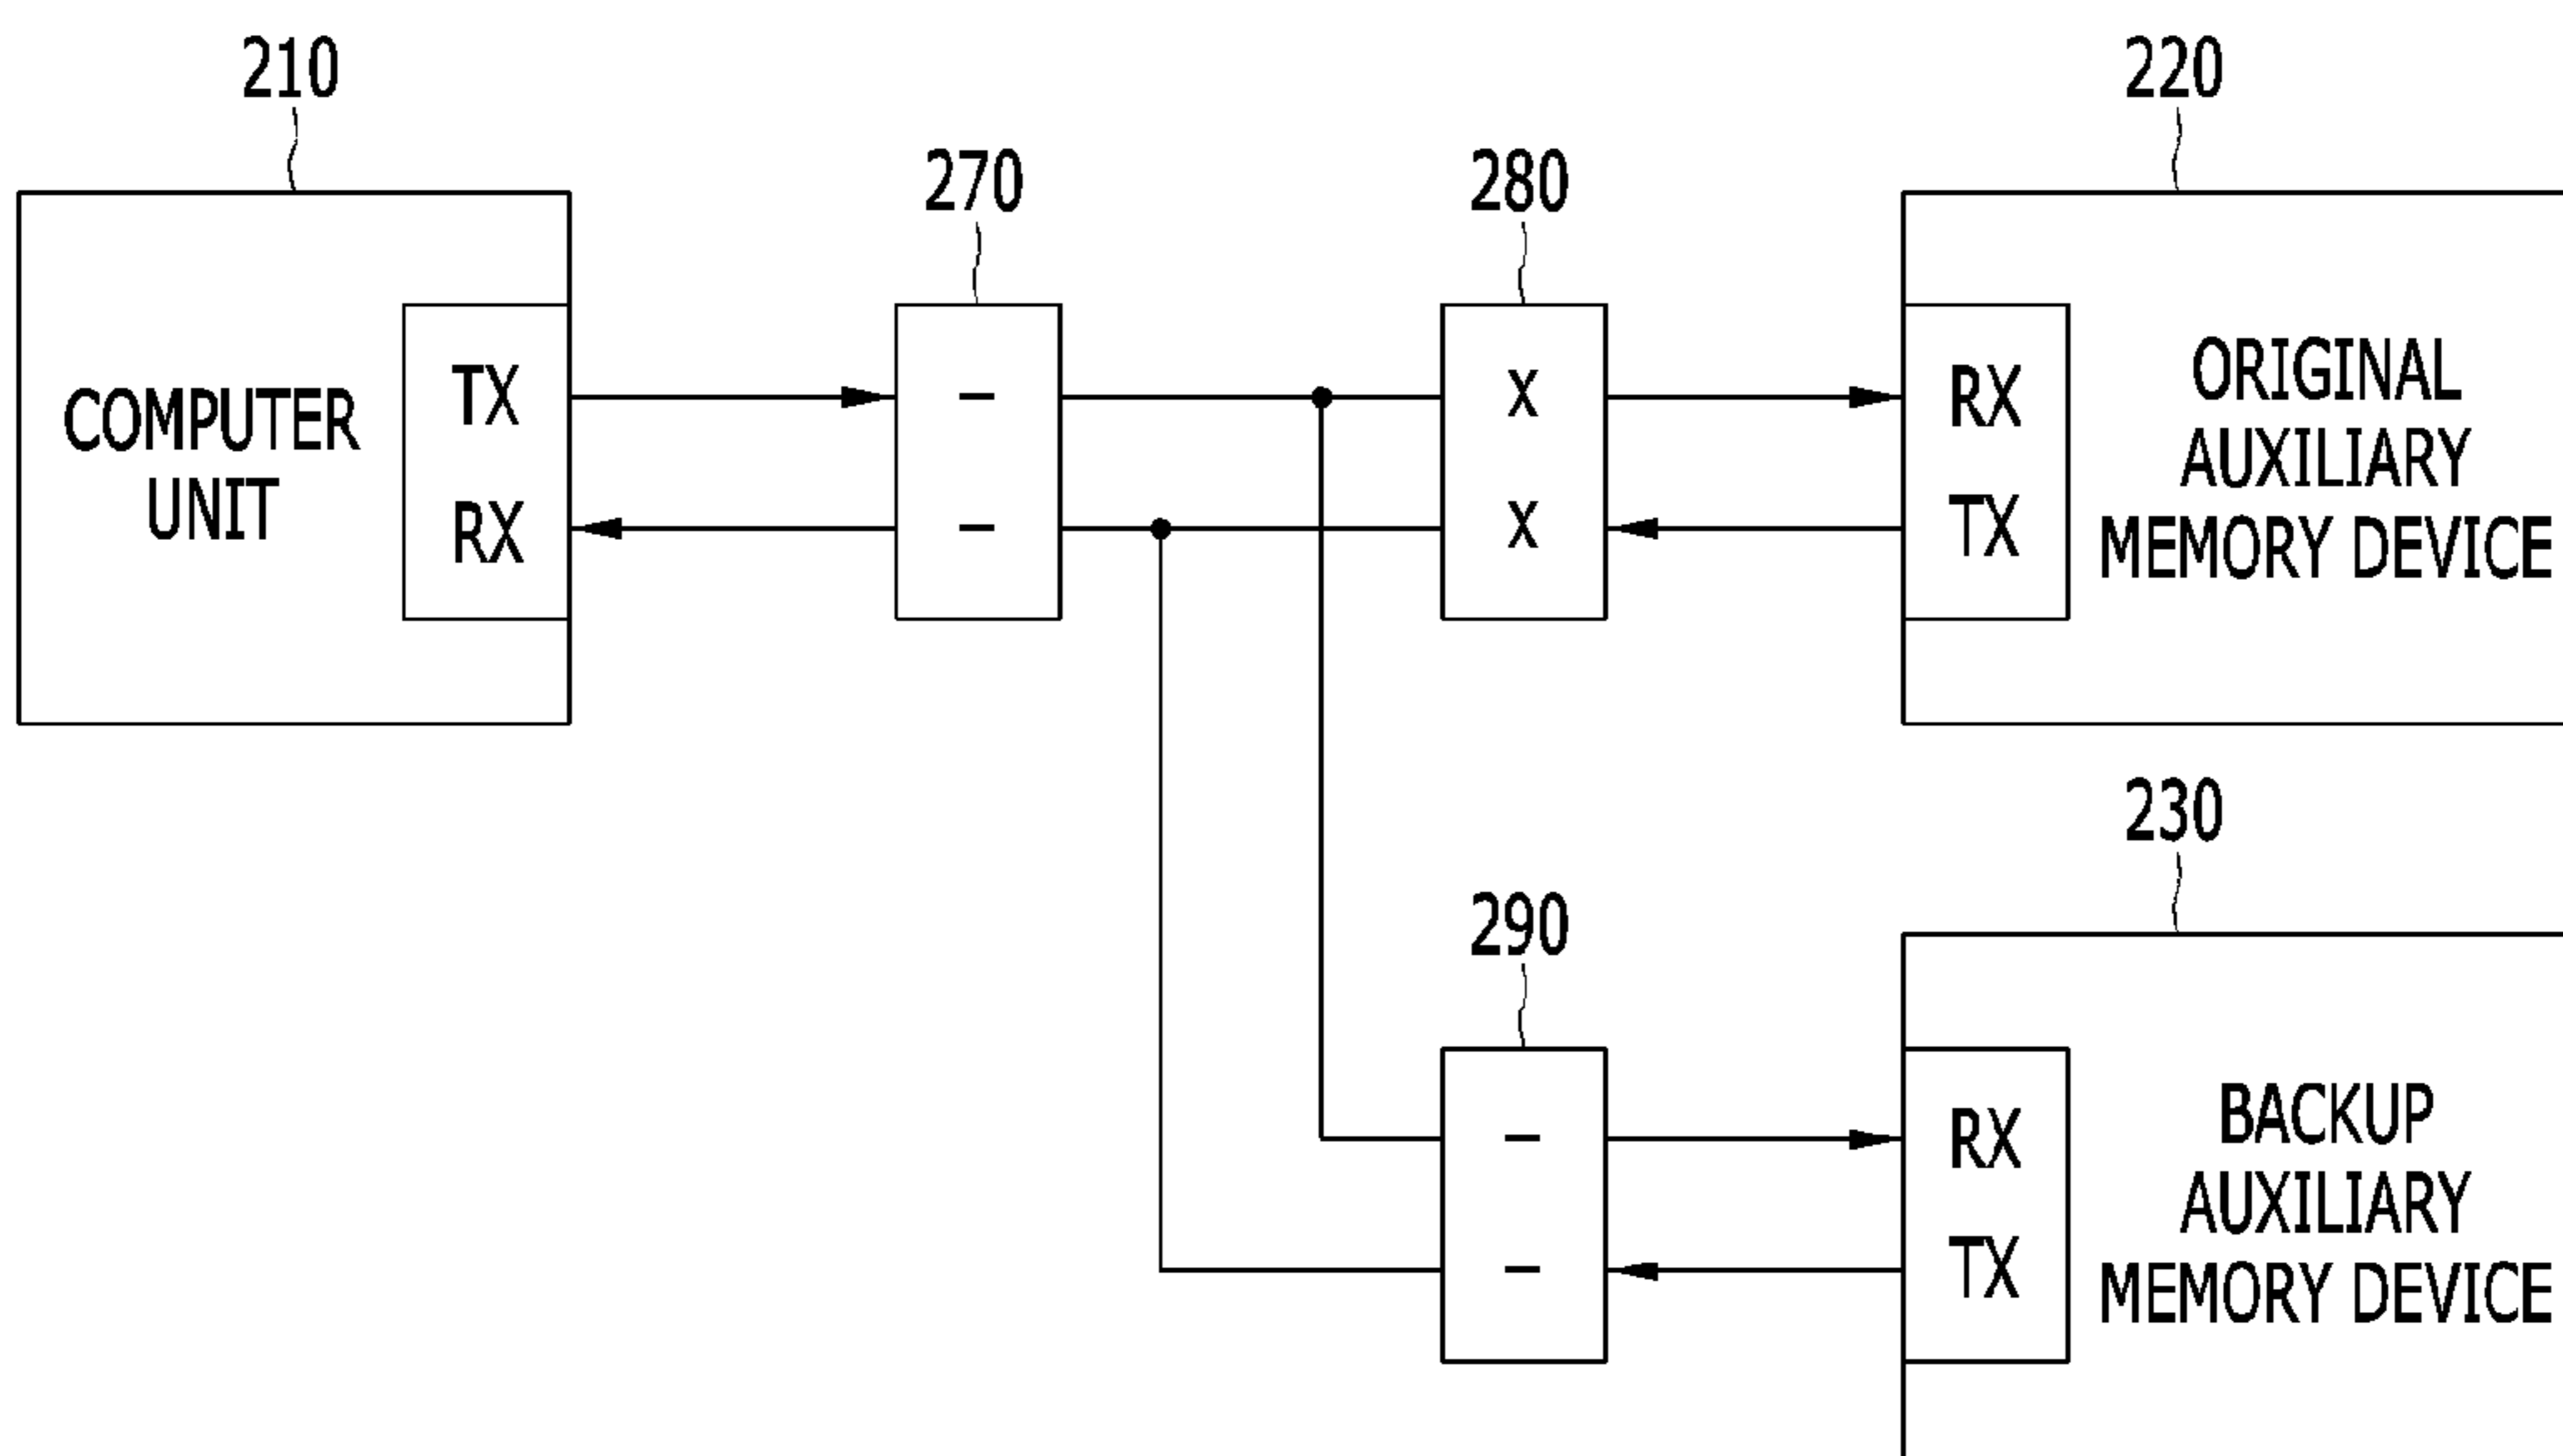 210
220
270
280
COMPUTER
UNIT
TX
RX
-
-
X
X
RX
TX
ORIGINAL
AUXILIARY
MEMORY DEVICE
230
290
-
-
RX
TX
BACKUP
AUXILIARY
MEMORY DEVICE